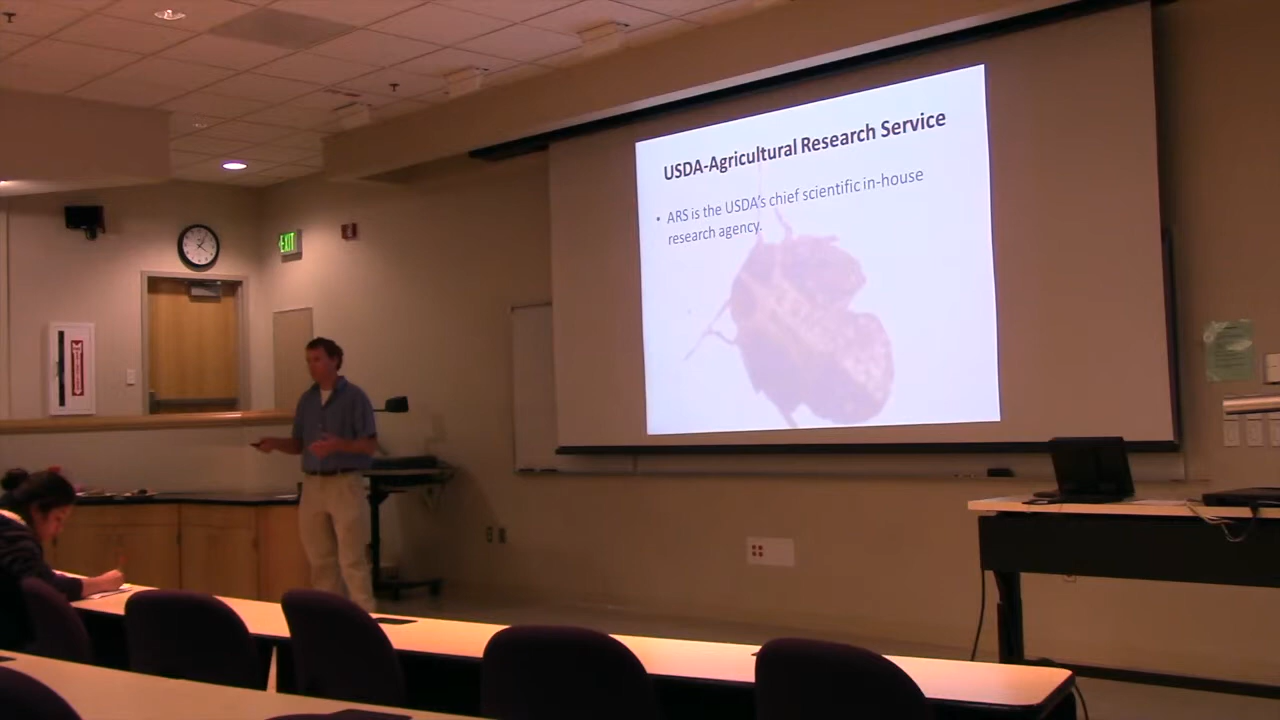 USDA-Agricultural Research Service
• ARS is the USDA's chief scientific in-house
research agency.
EXIT